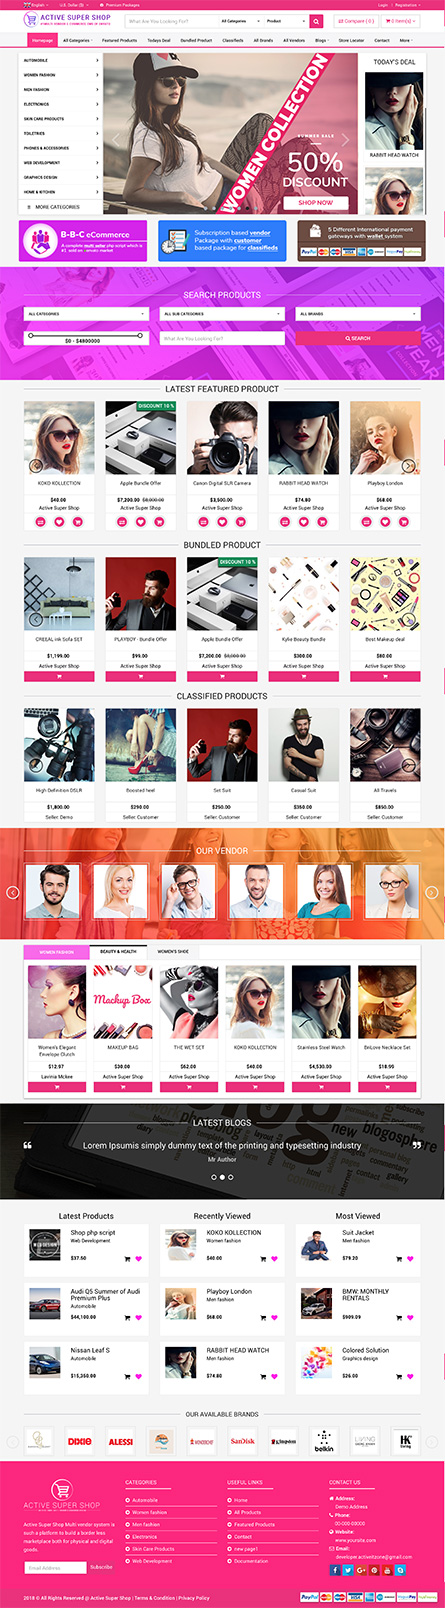 English
U.S. Dollar ($)
Premium Packages
Login
Registration
ACTIVE SUPER SHOP
What Are You Looking For?
All Categories
Product
Compare ( 0 )
0 Item(s)
Homepage
All Categories
Featured Products
Todays Deal
Bundled Product
Classifieds
All Brands
All Vendors
Blogs
Store Locator
Contact
More
AUTOMOBILE
WOMEN FASHION
MEN FASHION
ELECTRONICS
SKIN CARE PRODUCTS
TOILETRIES
PHONES & ACCESSORIES
WEB DEVELOPMENT
GRAPHICS DESIGN
HOME & KITCHEN
MORE CATEGORIES
WOMEN COLLECTION
SUMMER SALE
50%
DISCOUNT
SHOP NOW
TODAY'S DEAL
RABBIT HEAD WATCH
B-B-C eCommerce
A complete multi seller php script which is
#1 sold on envato market
Subscription based vendor
Package with customer
based package for classifieds
5 Different International payment
gateways with wallet system
SEARCH PRODUCTS
ALL CATEGORIES
ALL SUB CATEGORIES
ALL BRANDS
$0 - $4800000
What Are You Looking For?
SEARCH
LATEST FEATURED PRODUCT
DISCOUNT 10 %
KOKO KOLLECTION
Apple Bundle Offer
Canon Digital SLR Camera
RABBIT HEAD WATCH
Playboy London
$40.00
$7,200.00 $8,000.00
$3,500.00
$74.80
$68.00
Active Super Shop
Active Super Shop
Active Super Shop
Active Super Shop
Active Super Shop
BUNDLED PRODUCT
DISCOUNT 10 %
CREEAL Ink Sofa SET
PLAYBOY - Bundle Offer
Apple Bundle Offer
Kylie Beauty Bundle
Best Makeup deal
$1,199.00
$99.00
$7,200.00 $8,000.00
$300.00
$80.00
Active Super Shop
Active Super Shop
Active Super Shop
Active Super Shop
Active Super Shop
CLASSIFIED PRODUCTS
High Definition DSLR
Boosted heel
Set Suit
Casual Suit
All Travels
$1,800.00
$290.00
$250.00
$350.00
$850.00
Seller: Demo
Seller: Customer
Seller: Customer
Seller: Customer
Seller: Customer
OUR VENDOR
WOMEN FASHION
BEAUTY & HEALTH
WOMEN'S SHOE
Mackup Box
Women's Elegant
Envelope Clutch
MAKEUP BAG
THE WET SET
KOKO KOLLECTION
Stainless Steel Watch
BnLove Necklace Set
$12.97
$30.00
$62.00
$40.00
$4,530.00
$18.99
Lavinia Mckee
Active Super Shop
Active Super Shop
Active Super Shop
Active Super Shop
Active Super Shop
LATEST BLOGS
Lorem Ipsumis simply dummy text of the printing and typesetting industry
Mr Author
Latest Products
Recently Viewed
Most Viewed
Shop php script
Web Development
$37.50
KOKO KOLLECTION
Women fashion
$40.00
Suit Jacket
Men fashion
$79.20
Audi Q5 Summer of Audi
Premium Plus
Automobile
$44,100.00
Playboy London
Men fashion
$68.00
BMW: MONTHLY
RENTALS
$909.09
Nissan Leaf S
Automobile
$15,350.00
RABBIT HEAD WATCH
Men fashion
$74.80
Colored Solution
Graphics design
$26.00
OUR AVAILABLE BRANDS
DIXIE
ALESSI
SanDisk
Kingston
belkin
LIVING
HK
living
ACTIVE SUPER SHOP
Active Super Shop Multi vendor system is
such a platform to build a border less
marketplace both for physical and digital
goods.
Email Address
Subscribe
CATEGORIES
Automobile
Women fashion
Men fashion
Electronics
Skin Care Products
Web Development
USEFUL LINKS
Home
All Products
Featured Products
Contact
new page1
Documentation
CONTACT US
Address:
Demo Address
Phone:
00-000-00000
Website:
www.yoursite.com
Email:
developer.activeitzone@gmail.com
2018 © All Rights Reserved @ Active Super Shop | Terms & Condition | Privacy Policy